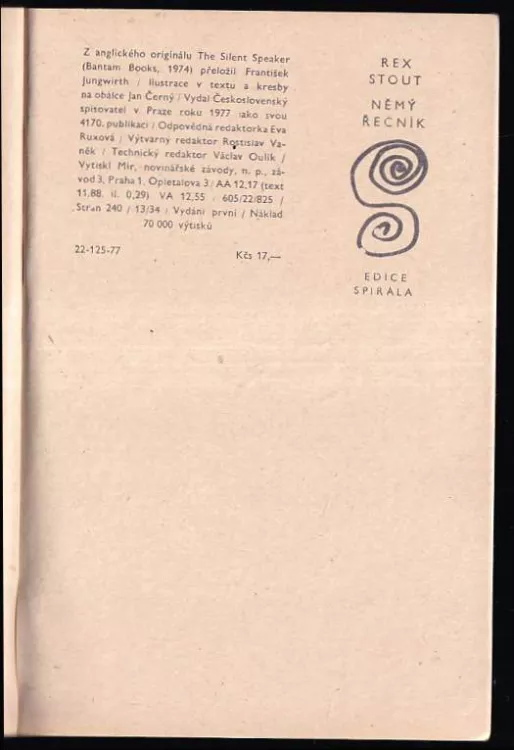 Z anglického originálu The Silent Speaker
(Bantam Books, 1974) přeložil František
Jungwirth / Ilustrace v textu a kresby
na obálce Jan Černý / Vydal Československý
spisovatel v Praze roku 1977 jako svou
4170. publikaci / Odpovědná redaktorka Eva
Ruxová / Výtvarný redaktor Rostislav Va-
něk / Technický redaktor Václav Oulík /
Vytiskl Mír, novinářské závody, n. p., zá-
vod 3, Praha 1, Opletalova 3 / AA 12,17 (text
11,88, il. 0,29) VA 12,55 / 605/22/825 /
Stran 240 / 13/34 / Vydání první / Náklad
70 000 výtisků
22-125-77
Kčs 17,—
REX
STOUT
NĚMÝ
ŘEČNÍK
EDICE
SPIRÁLA